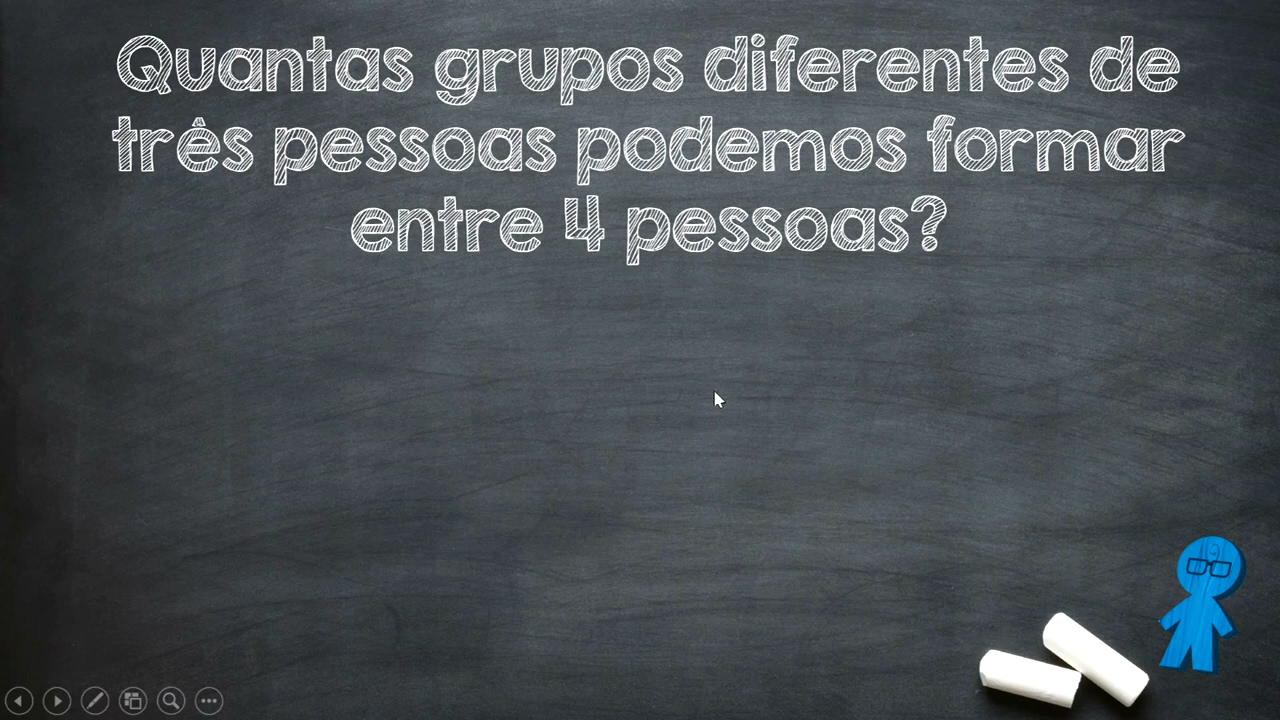 Quantas grupos diferentes de
três pessoas podemos formar
entre 4 pessoas?